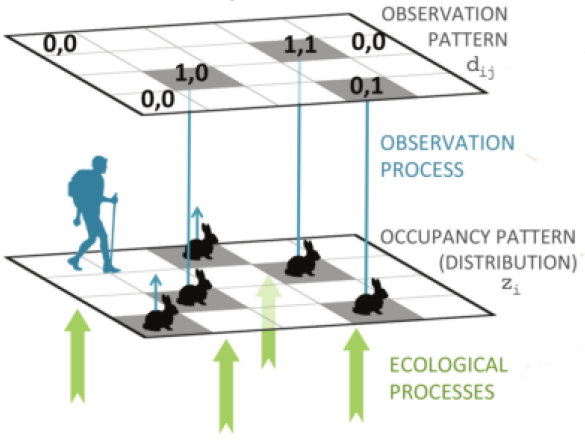 OBSERVATION
PATTERN
d_ij
0,0
1,1
0,0
1,0
0,0
0,1
OBSERVATION
PROCESS
OCCUPANCY PATTERN
(DISTRIBUTION)
z_i
ECOLOGICAL
PROCESSES